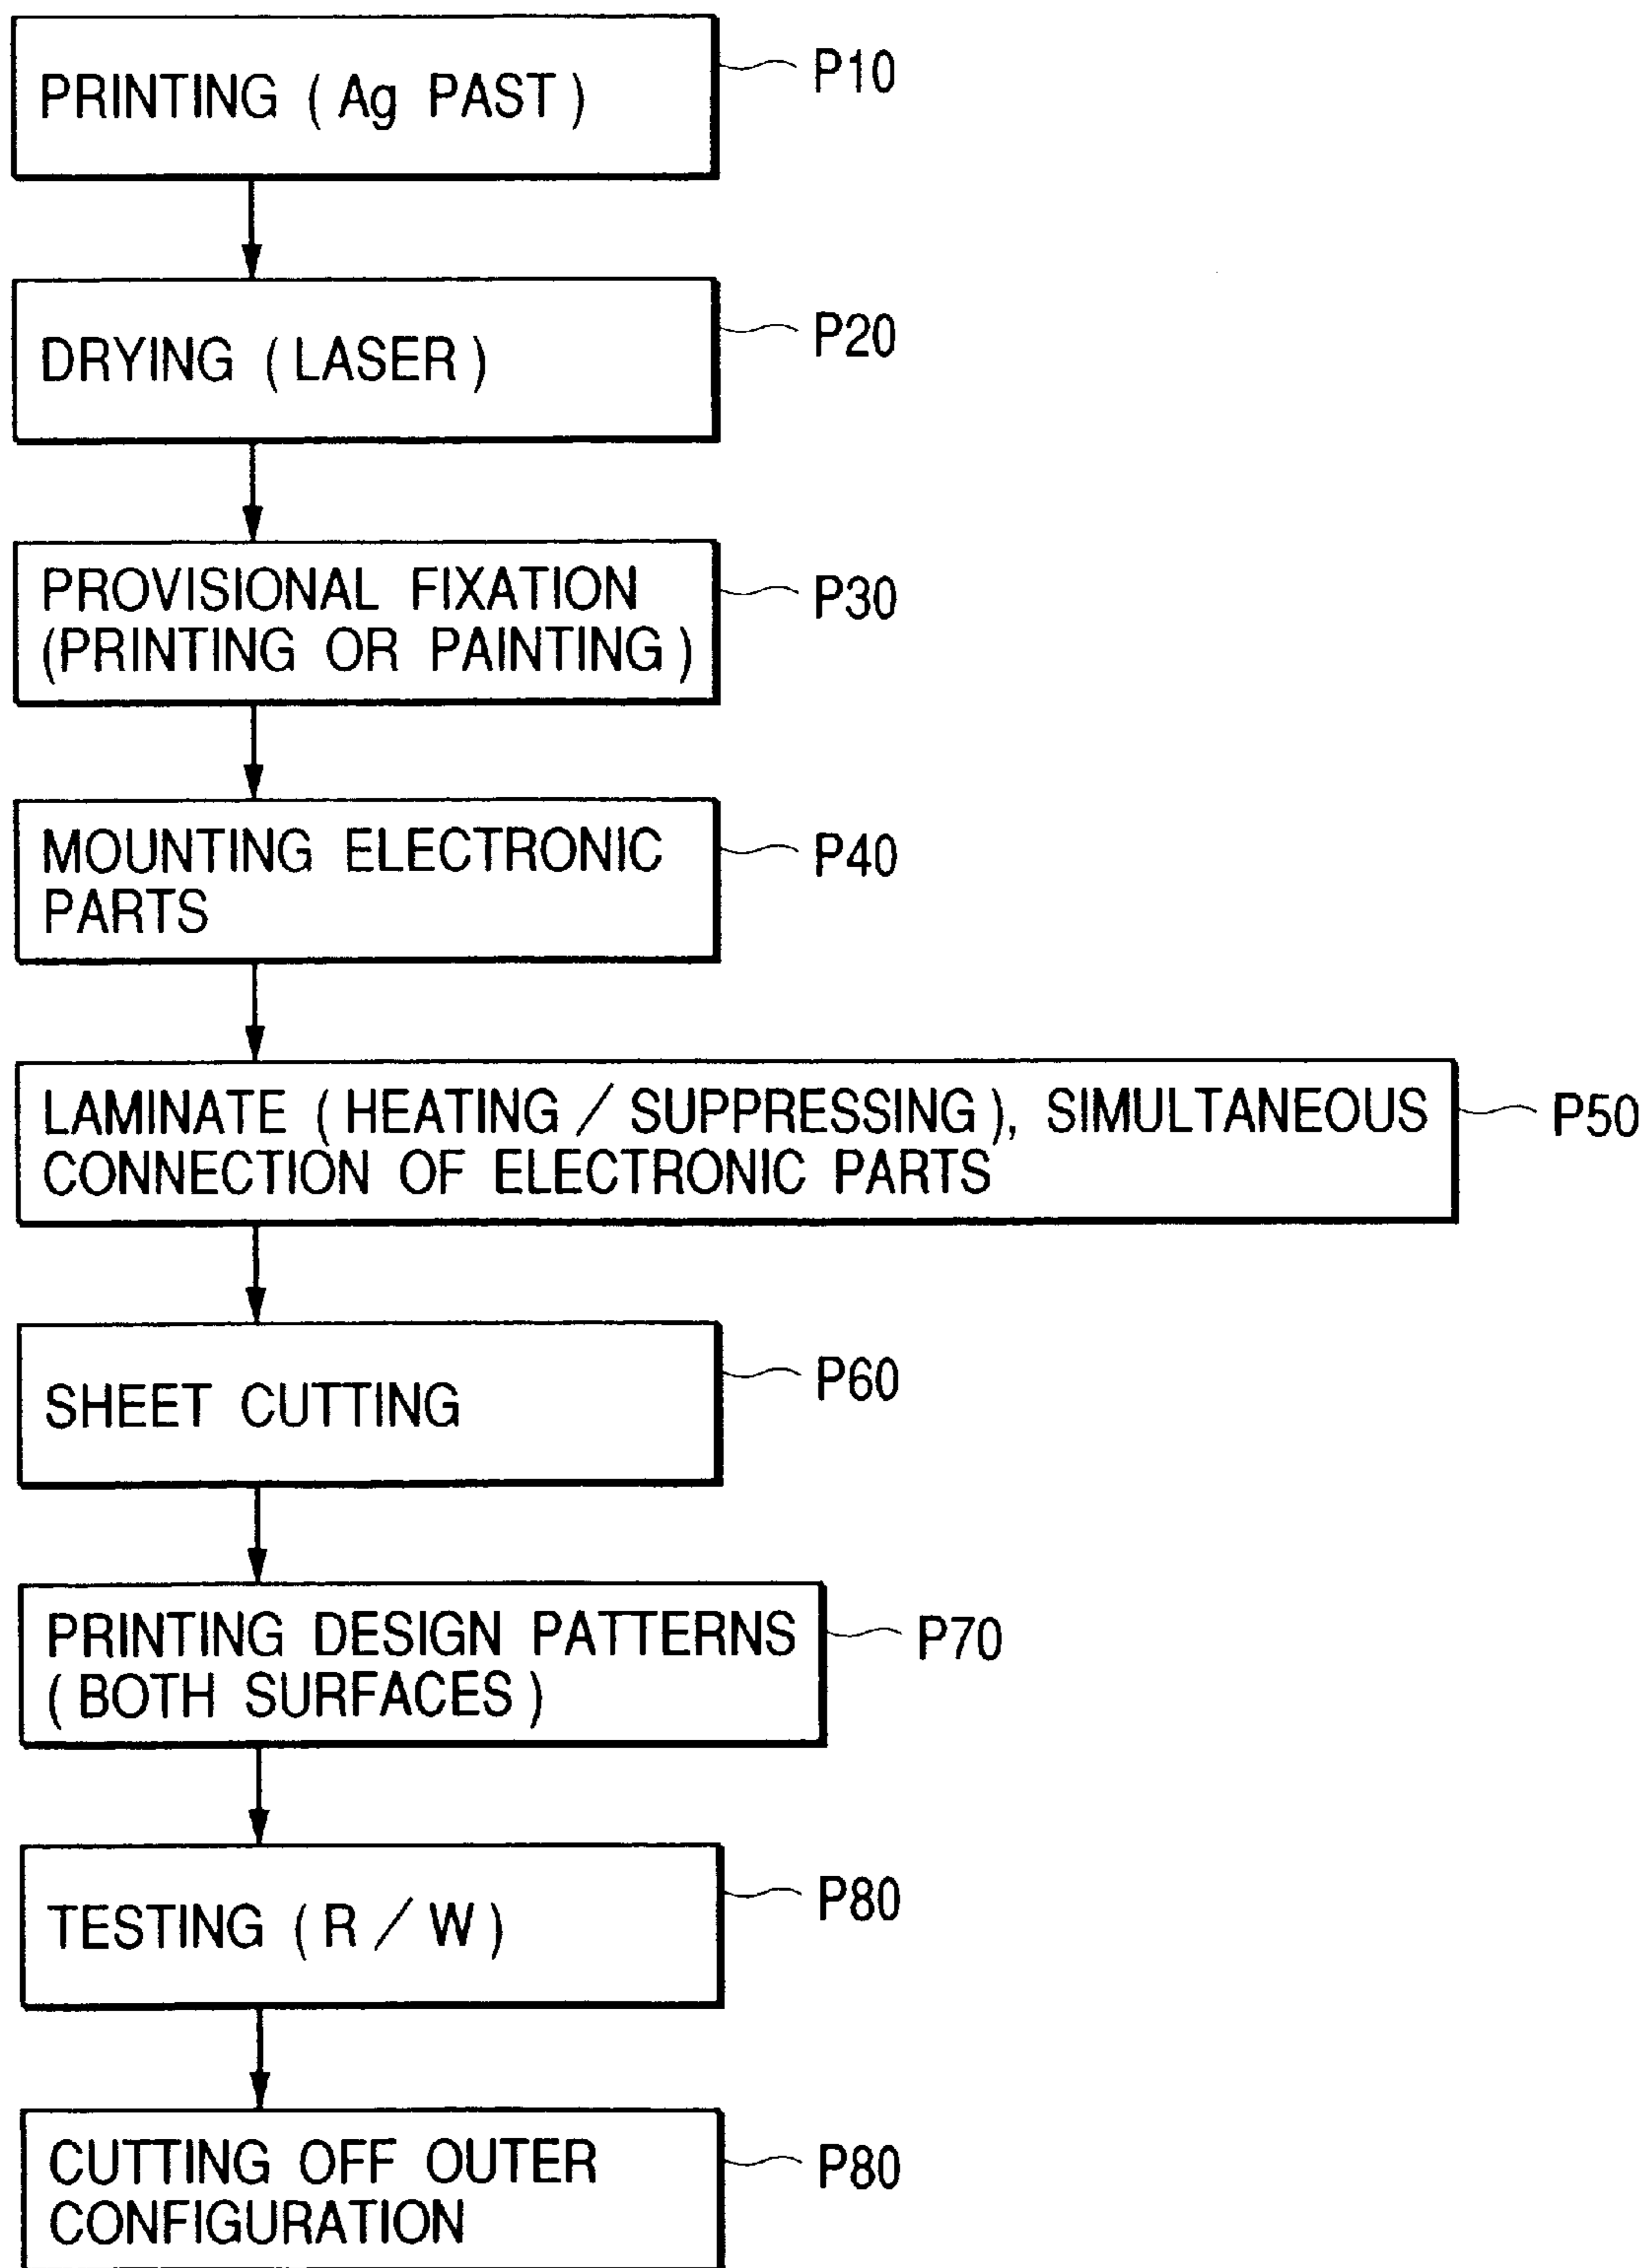 PRINTING (Ag PAST)
P10
DRYING (LASER)
P20
PROVISIONAL FIXATION
(PRINTING OR PAINTING)
P30
MOUNTING ELECTRONIC
PARTS
P40
LAMINATE (HEATING/SUPPRESSING), SIMULTANEOUS
CONNECTION OF ELECTRONIC PARTS
P50
SHEET CUTTING
P60
PRINTING DESIGN PATTERNS
(BOTH SURFACES)
P70
TESTING (R/W)
P80
CUTTING OFF OUTER
CONFIGURATION
P80